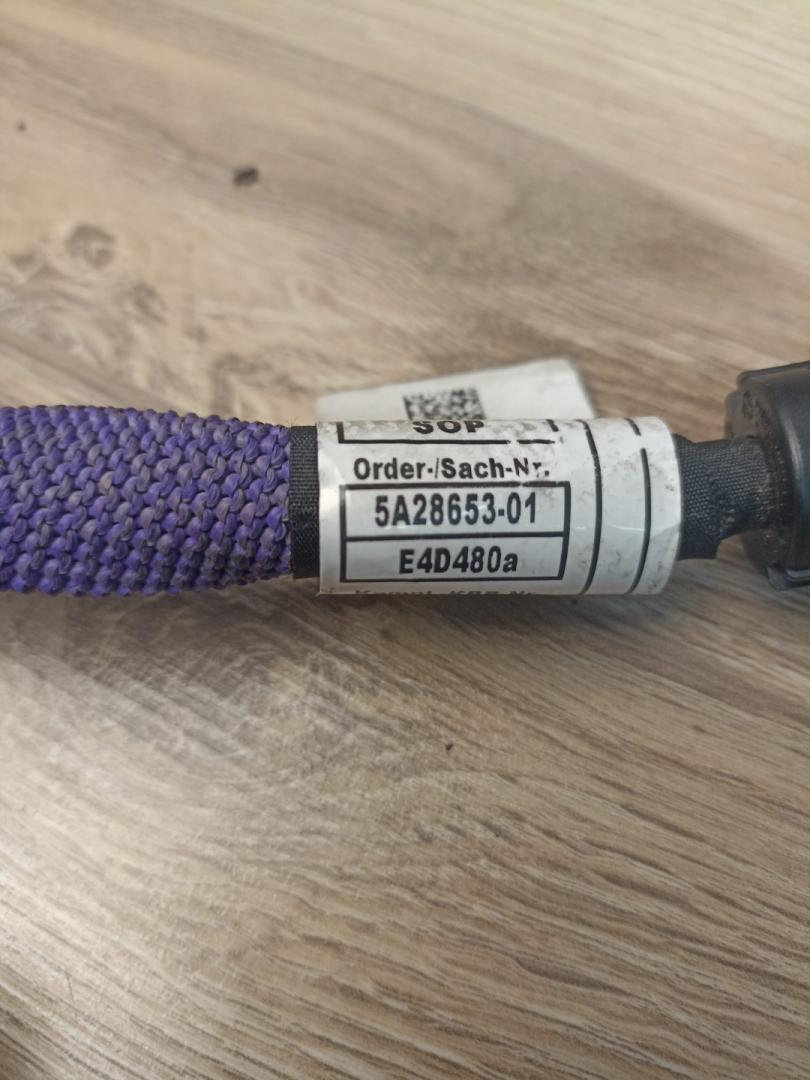 SOP
Order-/Sach-Nr.
5A28653-01
E4D480a